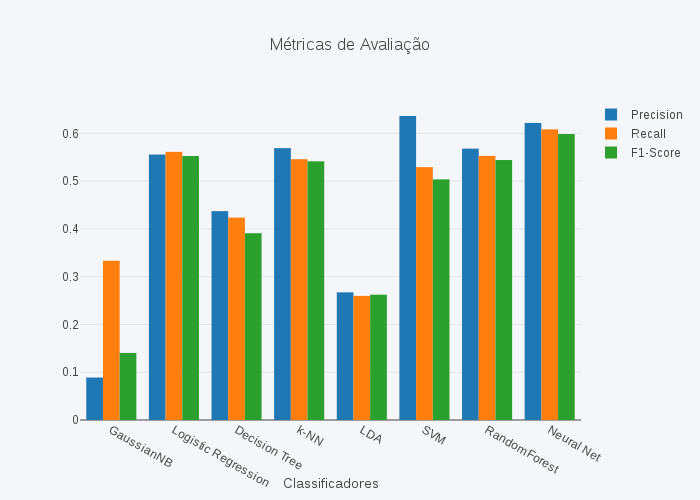 Métricas de Avaliação
Precision
Recall
F1-Score
0.6
0.5
0.4
0.3
0.2
0.1
0
GaussianNB
Logistic Regression
Decision Tree
k-NN
LDA
SVM
RandomForest
Neural Net
Classificadores